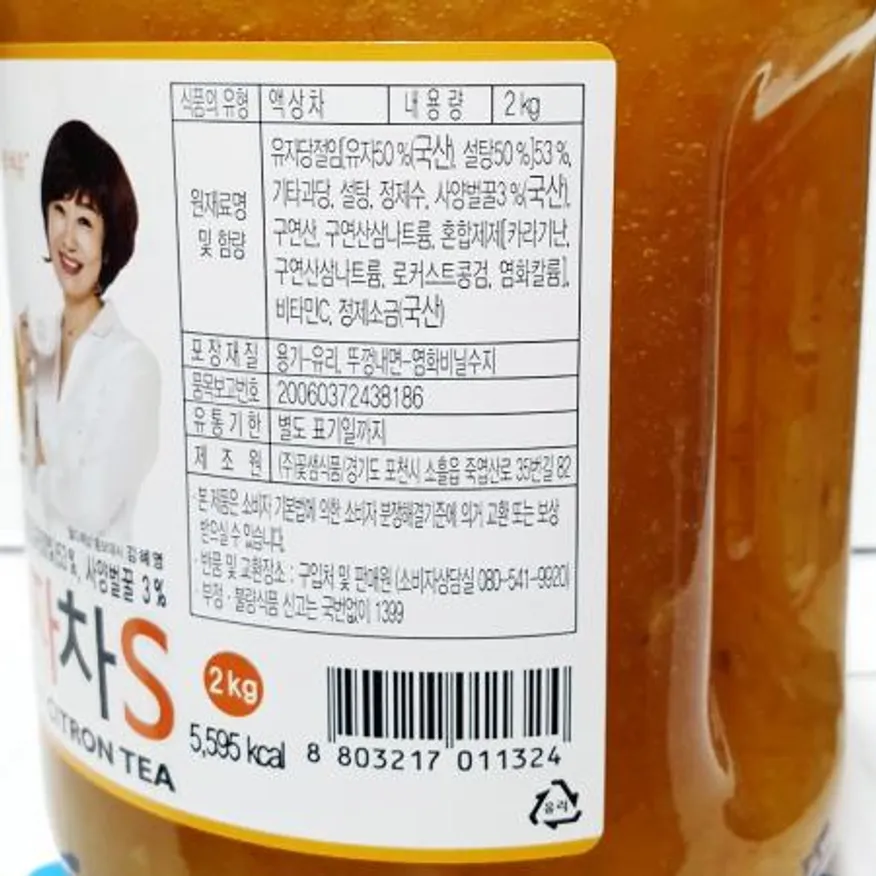 식품의 유형 액상차 내 용 량 2 kg
원재료명 및 함량
유자당절임[유자50 %(국산), 설탕50 %]53 %,
기타과당, 설탕, 정제수, 사양벌꿀3 %(국산),
구연산, 구연산삼나트륨, 혼합제제[카라기난,
구연산삼나트륨, 로커스트콩검, 염화칼륨],
비타민C, 정제소금(국산)
포 장 재 질 용기-유리, 뚜껑내면-염화비닐수지
품목보고번호 20060372438186
유 통 기 한 별도 표기일까지
제 조 원 (주)꽃샘식품/경기도 포천시 소흘읍 죽엽산로 35번길 82
· 본 제품은 소비자 기본법에 의한 소비자 분쟁해결기준에 의거 교환 또는 보상
받으실 수 있습니다.
· 반품 및 교환장소 : 구입처 및 판매원 (소비자상담실 080-541-9920)
· 부정 · 불량식품 신고는 국번없이 1399
김혜영
53 %, 사양벌꿀 3 %
차S
CITRON TEA
2 kg
5,595 kcal
8 803217 011324
유리